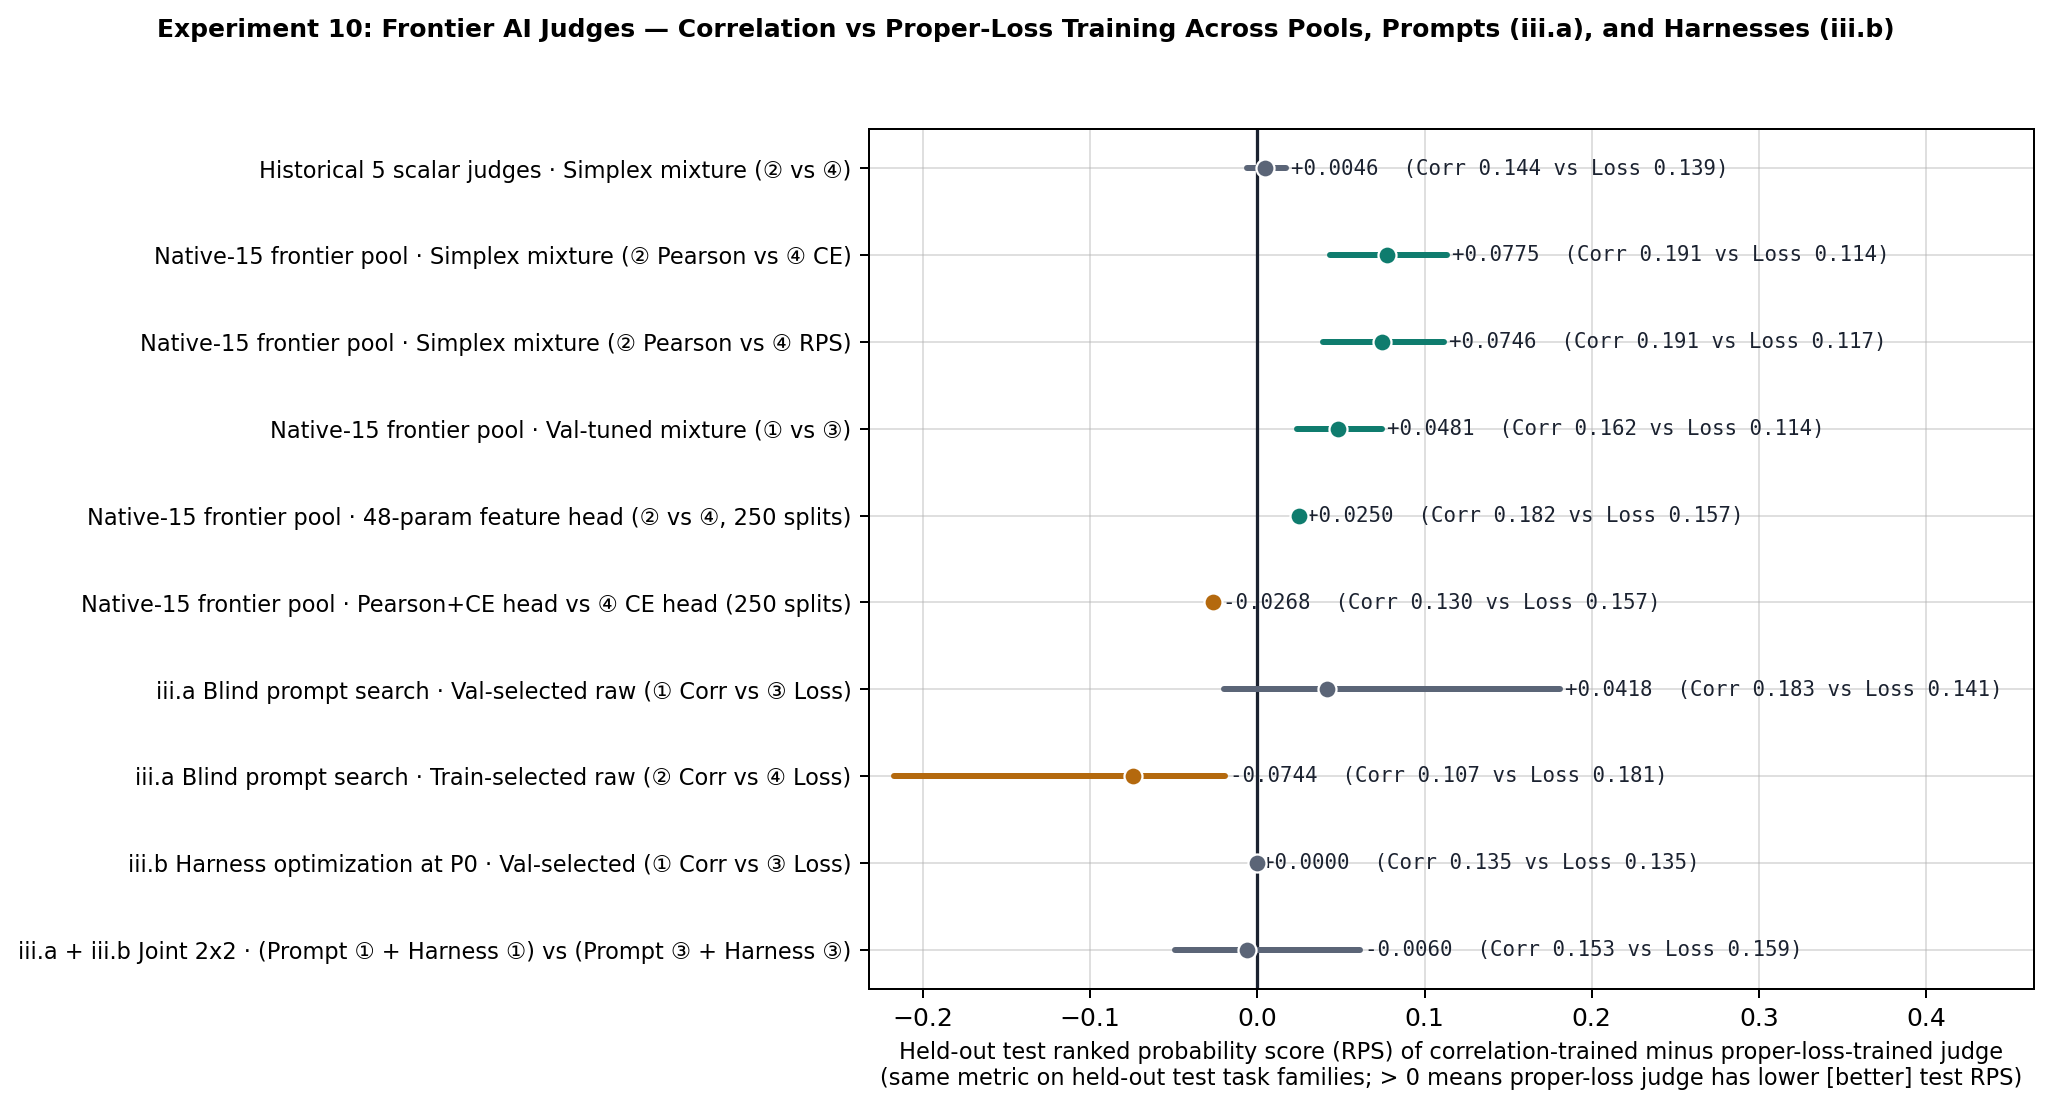 Experiment 10: Frontier AI Judges — Correlation vs Proper-Loss Training Across Pools, Prompts (iii.a), and Harnesses (iii.b)
Historical 5 scalar judges · Simplex mixture (② vs ④)
+0.0046 (Corr 0.144 vs Loss 0.139)
Native-15 frontier pool · Simplex mixture (② Pearson vs ④ CE)
+0.0775 (Corr 0.191 vs Loss 0.114)
Native-15 frontier pool · Simplex mixture (② Pearson vs ④ RPS)
+0.0746 (Corr 0.191 vs Loss 0.117)
Native-15 frontier pool · Val-tuned mixture (① vs ③)
+0.0481 (Corr 0.162 vs Loss 0.114)
Native-15 frontier pool · 48-param feature head (② vs ④, 250 splits)
+0.0250 (Corr 0.182 vs Loss 0.157)
Native-15 frontier pool · Pearson+CE head vs ④ CE head (250 splits)
-0.0268 (Corr 0.130 vs Loss 0.157)
iii.a Blind prompt search · Val-selected raw (① Corr vs ③ Loss)
+0.0418 (Corr 0.183 vs Loss 0.141)
iii.a Blind prompt search · Train-selected raw (② Corr vs ④ Loss)
-0.0744 (Corr 0.107 vs Loss 0.181)
iii.b Harness optimization at P0 · Val-selected (① Corr vs ③ Loss)
+0.0000 (Corr 0.135 vs Loss 0.135)
iii.a + iii.b Joint 2x2 · (Prompt ① + Harness ①) vs (Prompt ③ + Harness ③)
-0.0060 (Corr 0.153 vs Loss 0.159)
−0.2 −0.1 0.0 0.1 0.2 0.3 0.4
Held-out test ranked probability score (RPS) of correlation-trained minus proper-loss-trained judge
(same metric on held-out test task families; > 0 means proper-loss judge has lower [better] test RPS)